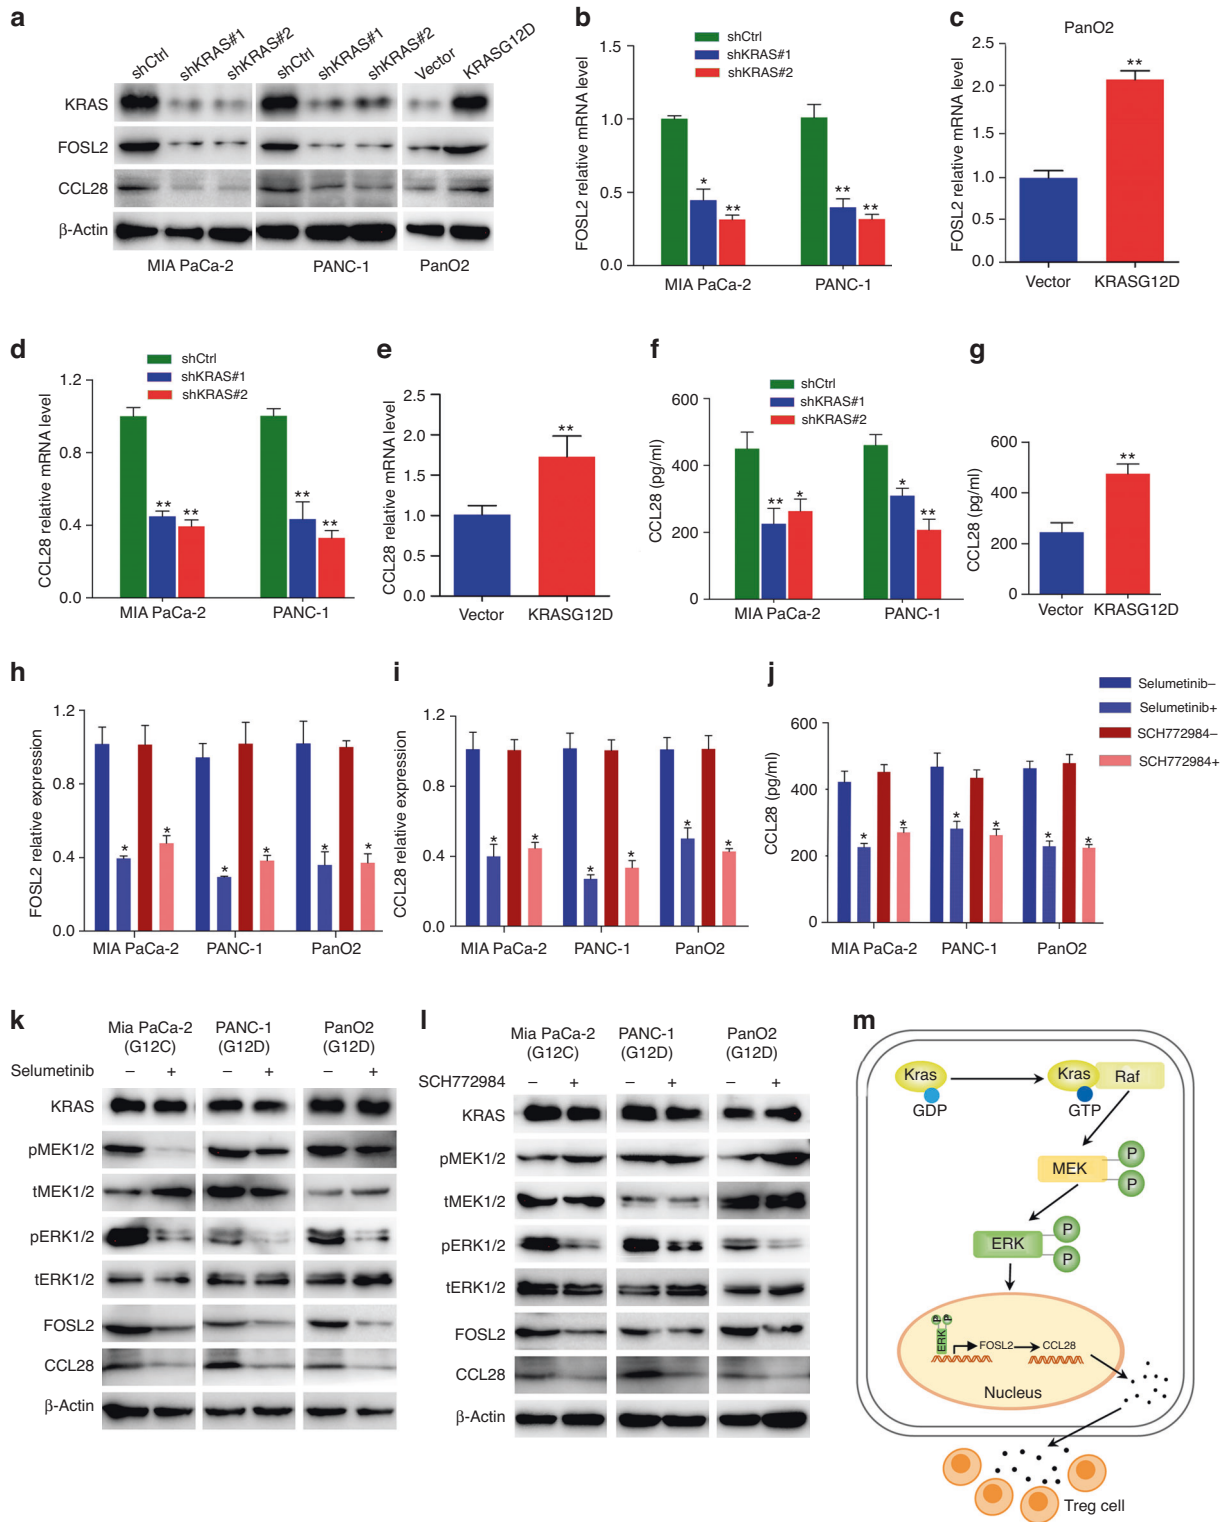 a
shCtrl
shKRAS#1
shKRAS#2
shCtrl
shKRAS#1
shKRAS#2
Vector
KRASG12D
KRAS
FOSL2
CCL28
β-Actin
MIA PaCa-2
PANC-1
PanO2
b
shCtrl
shKRAS#1
shKRAS#2
FOSL2 relative mRNA level
1.5
1.0
0.5
0.0
*
**
**
**
MIA PaCa-2
PANC-1
c
PanO2
FOSL2 relative mRNA level
2.5
2.0
1.5
1.0
0.5
0.0
**
Vector
KRASG12D
d
shCtrl
shKRAS#1
shKRAS#2
CCL28 relative mRNA level
1.2
0.8
0.4
0.0
**
**
**
**
MIA PaCa-2
PANC-1
e
CCL28 relative mRNA level
2.5
2.0
1.5
1.0
0.5
0.0
**
Vector
KRASG12D
f
shCtrl
shKRAS#1
shKRAS#2
CCL28 (pg/ml)
600
400
200
0
**
*
*
**
MIA PaCa-2
PANC-1
g
CCL28 (pg/ml)
600
400
200
0
**
Vector
KRASG12D
h
FOSL2 relative expression
1.2
0.8
0.4
0.0
*
*
*
*
*
*
MIA PaCa-2
PANC-1
PanO2
i
CCL28 relative expression
1.2
0.8
0.4
0.0
*
*
*
*
*
*
MIA PaCa-2
PANC-1
PanO2
j
CCL28 (pg/ml)
600
400
200
0
*
*
*
*
*
*
MIA PaCa-2
PANC-1
PanO2
Selumetinib–
Selumetinib+
SCH772984–
SCH772984+
k
Mia PaCa-2 (G12C)
PANC-1 (G12D)
PanO2 (G12D)
Selumetinib – + – + – +
KRAS
pMEK1/2
tMEK1/2
pERK1/2
tERK1/2
FOSL2
CCL28
β-Actin
l
Mia PaCa-2 (G12C)
PANC-1 (G12D)
PanO2 (G12D)
SCH772984 – + – + – +
KRAS
pMEK1/2
tMEK1/2
pERK1/2
tERK1/2
FOSL2
CCL28
β-Actin
m
Kras
GDP
Kras
Raf
GTP
MEK
P
P
ERK
P
P
P
P
ERK
FOSL2
CCL28
Nucleus
Treg cell